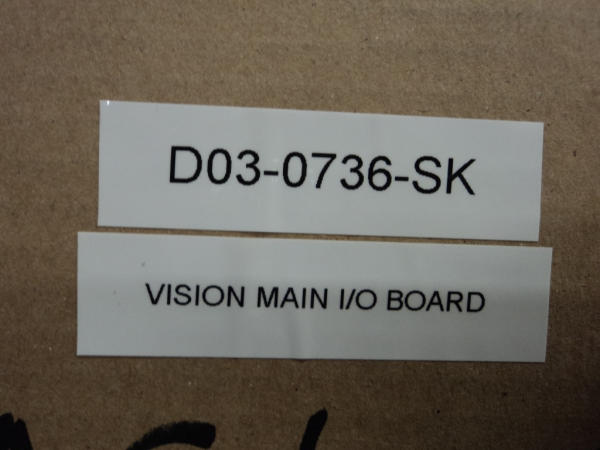 D03-0736-SK
VISION MAIN I/O BOARD